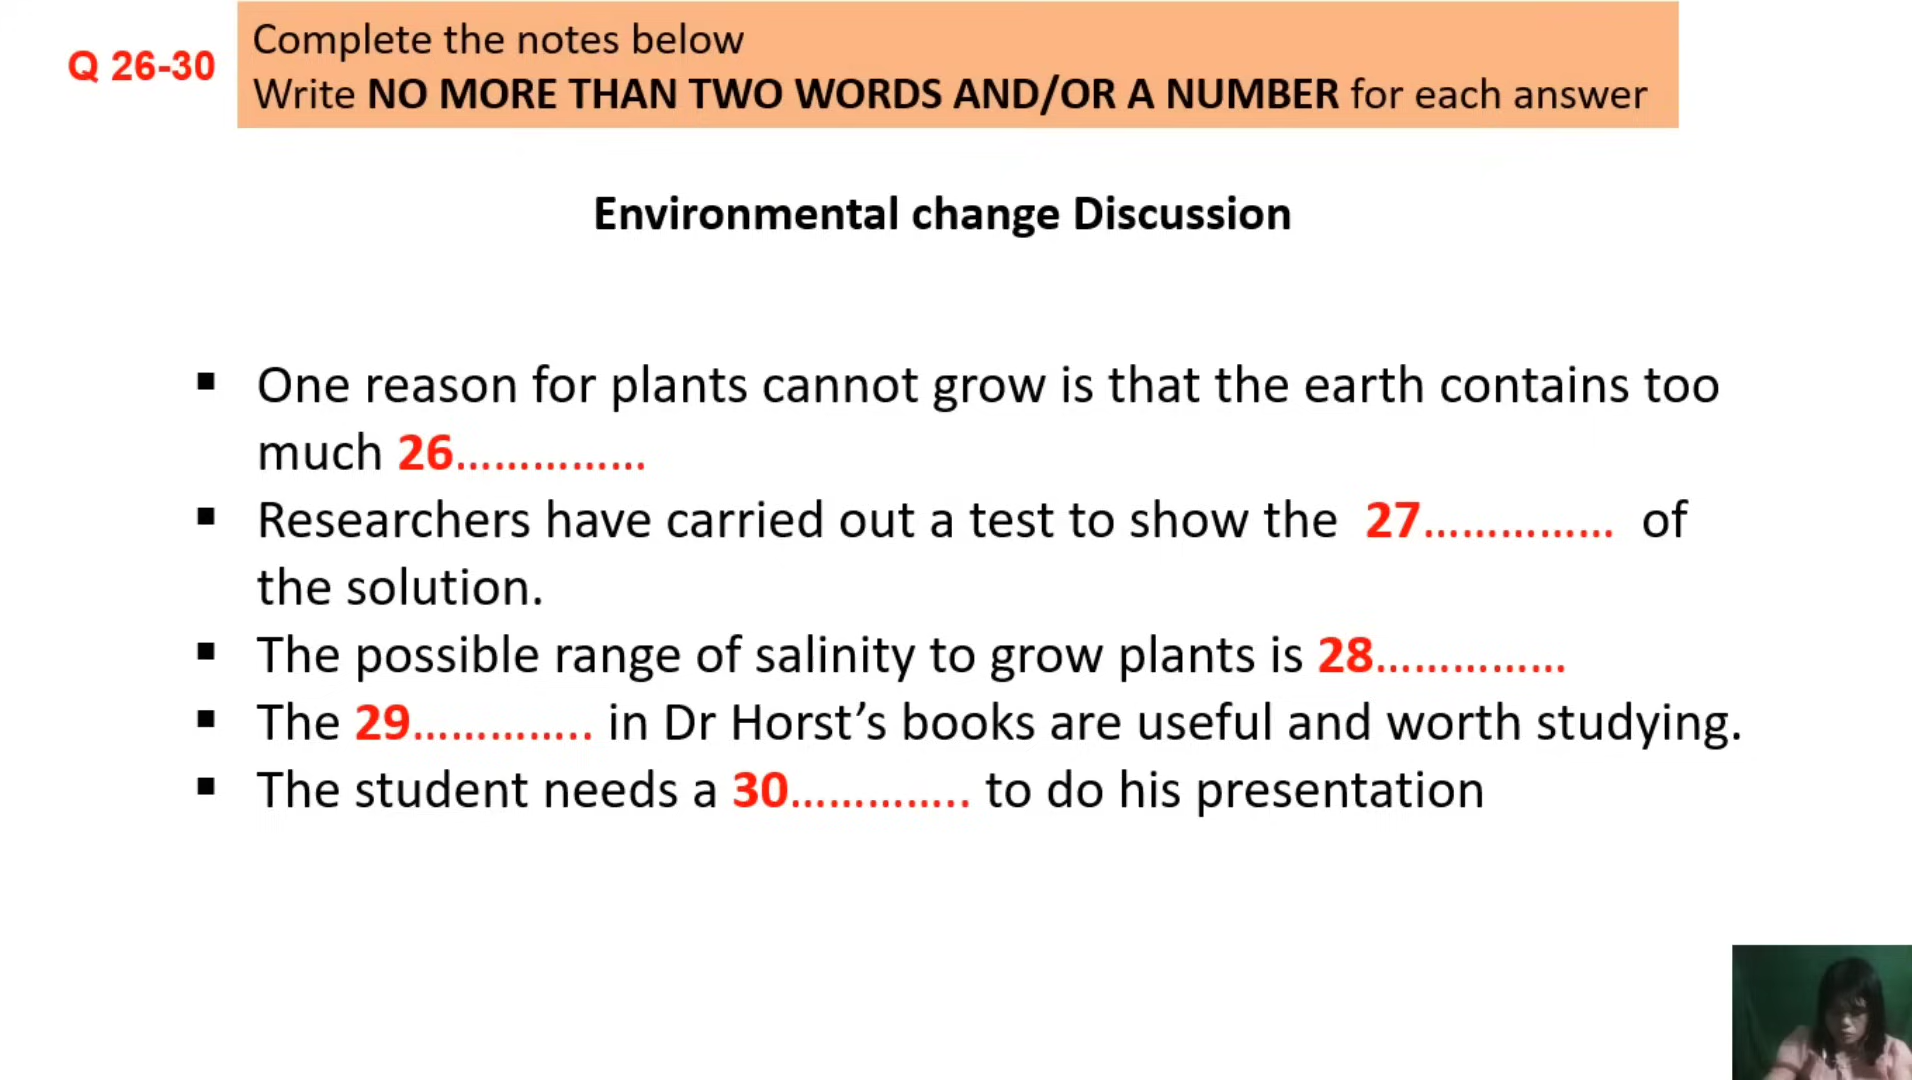 Q 26-30
Complete the notes below
Write NO MORE THAN TWO WORDS AND/OR A NUMBER for each answer
Environmental change Discussion
▪ One reason for plants cannot grow is that the earth contains too
much 26……………
▪ Researchers have carried out a test to show the 27…………… of
the solution.
▪ The possible range of salinity to grow plants is 28……………
▪ The 29………….. in Dr Horst’s books are useful and worth studying.
▪ The student needs a 30………….. to do his presentation